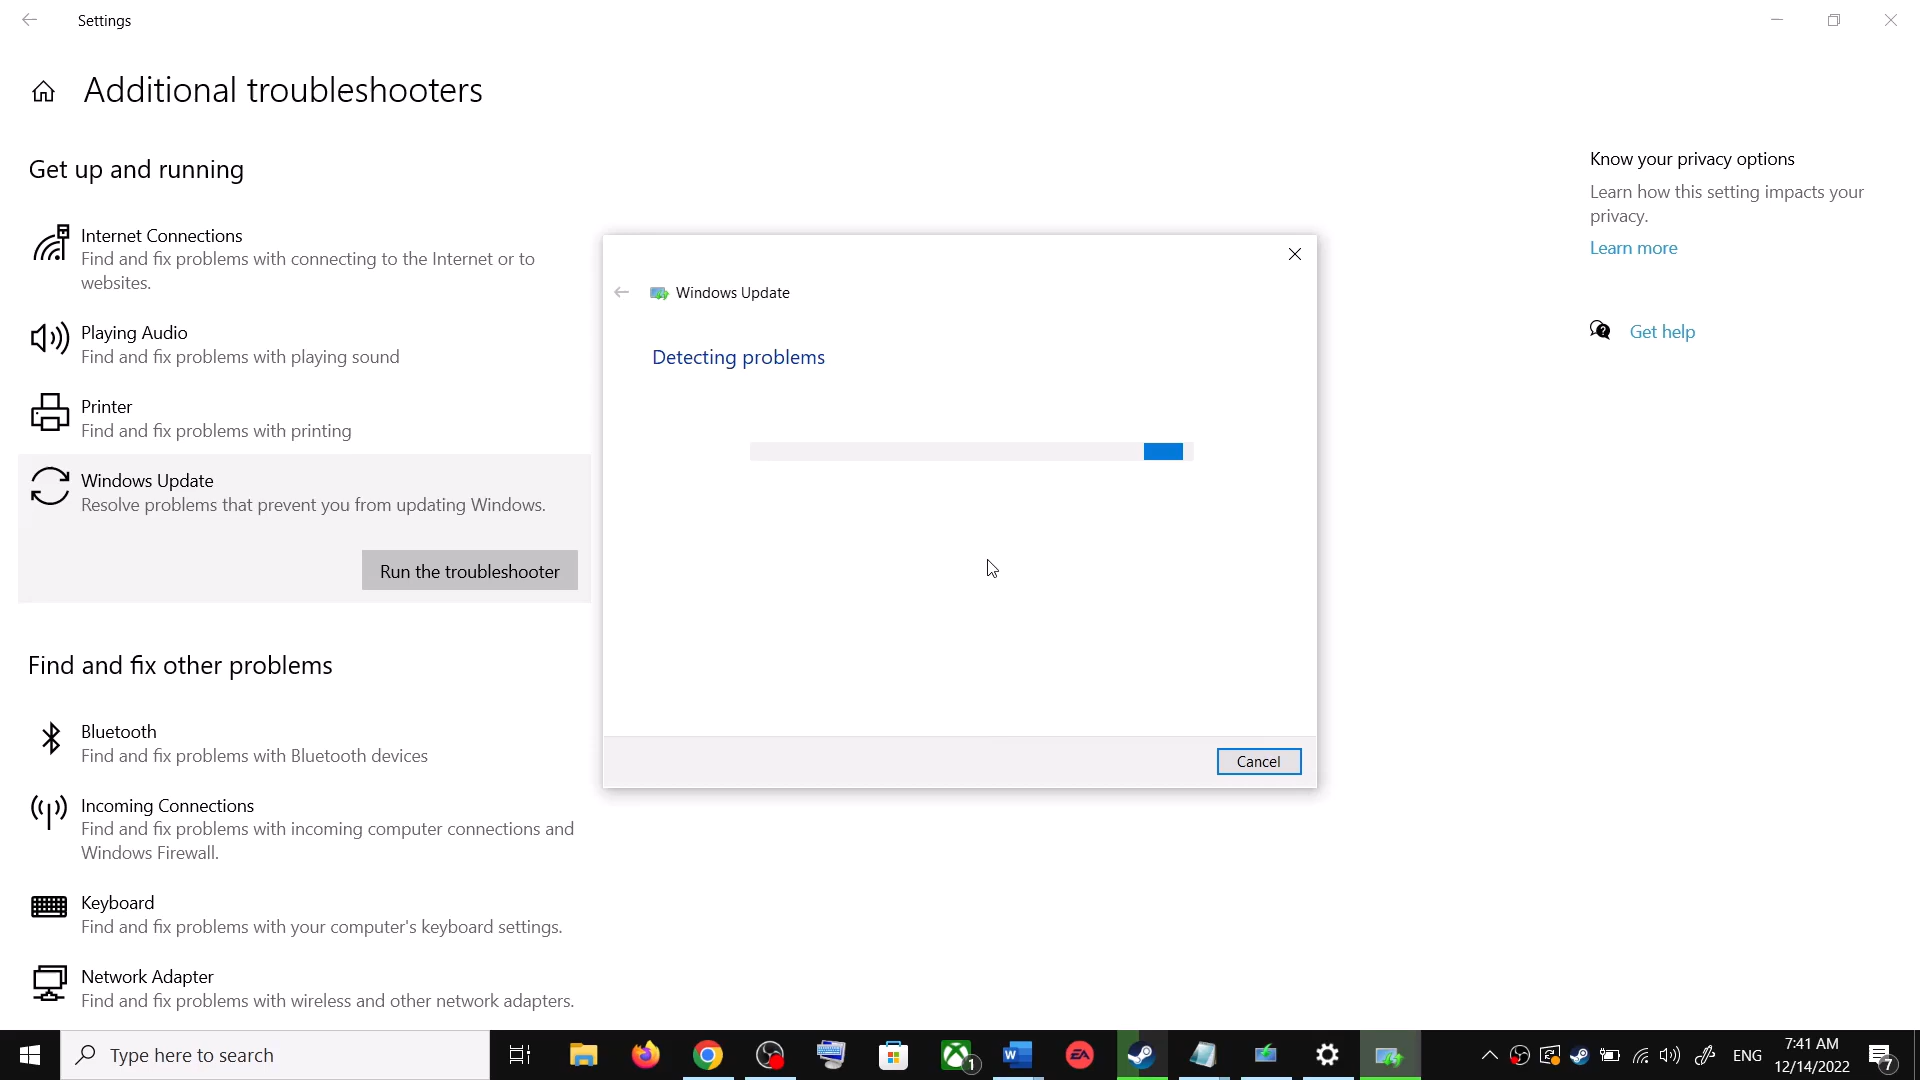 Settings
Additional troubleshooters
Get up and running
Internet Connections
Find and fix problems with connecting to the Internet or to
websites.
Playing Audio
Find and fix problems with playing sound
Printer
Find and fix problems with printing
Windows Update
Resolve problems that prevent you from updating Windows.
Run the troubleshooter
Find and fix other problems
Bluetooth
Find and fix problems with Bluetooth devices
Incoming Connections
Find and fix problems with incoming computer connections and
Windows Firewall.
Keyboard
Find and fix problems with your computer's keyboard settings.
Network Adapter
Find and fix problems with wireless and other network adapters.
Windows Update
Detecting problems
Cancel
Know your privacy options
Learn how this setting impacts your
privacy.
Learn more
Get help
Type here to search
1
W
EA
ENG
7:41 AM
12/14/2022
7